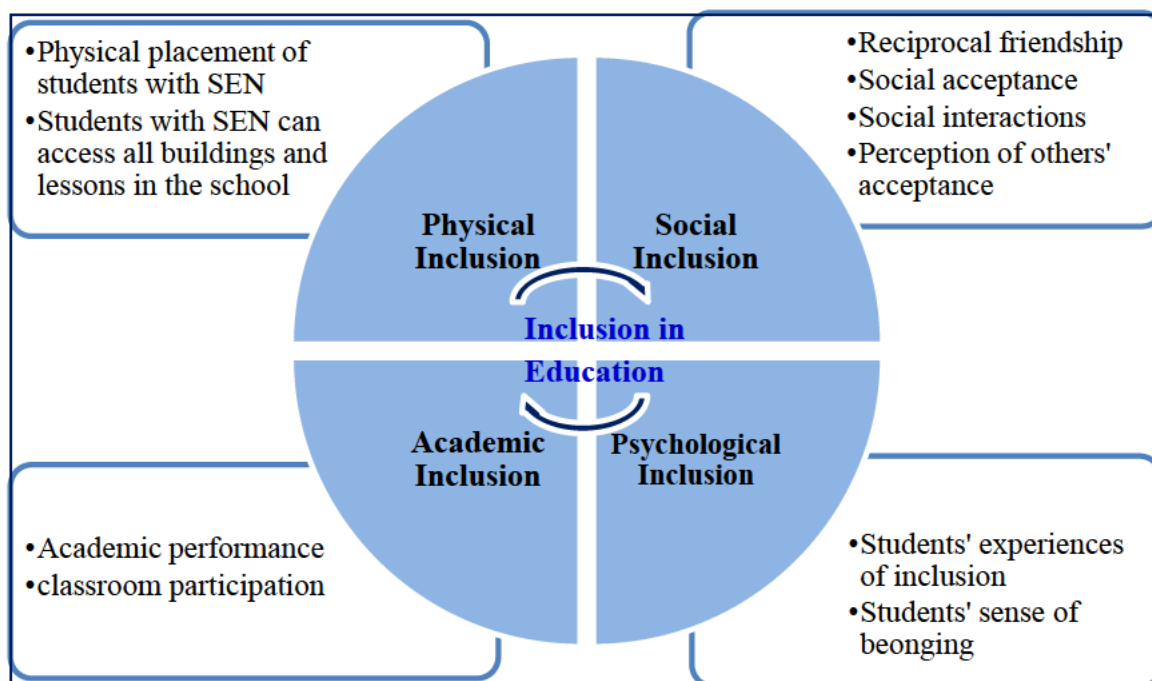 •Physical placement of
students with SEN
•Students with SEN can
access all buildings and
lessons in the school
•Reciprocal friendship
•Social acceptance
•Social interactions
•Perception of others'
acceptance
Physical
Inclusion
Social
Inclusion
Inclusion in
Education
Academic
Inclusion
Psychological
Inclusion
•Academic performance
•classroom participation
•Students' experiences
of inclusion
•Students' sense of
beonging